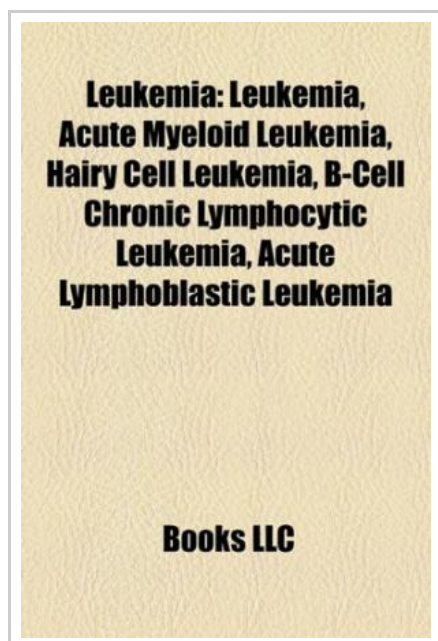 Leukemia: Leukemia,
Acute Myeloid Leukemia,
Hairy Cell Leukemia, B-Cell
Chronic Lymphocytic
Leukemia, Acute
Lymphoblastic Leukemia
Books LLC